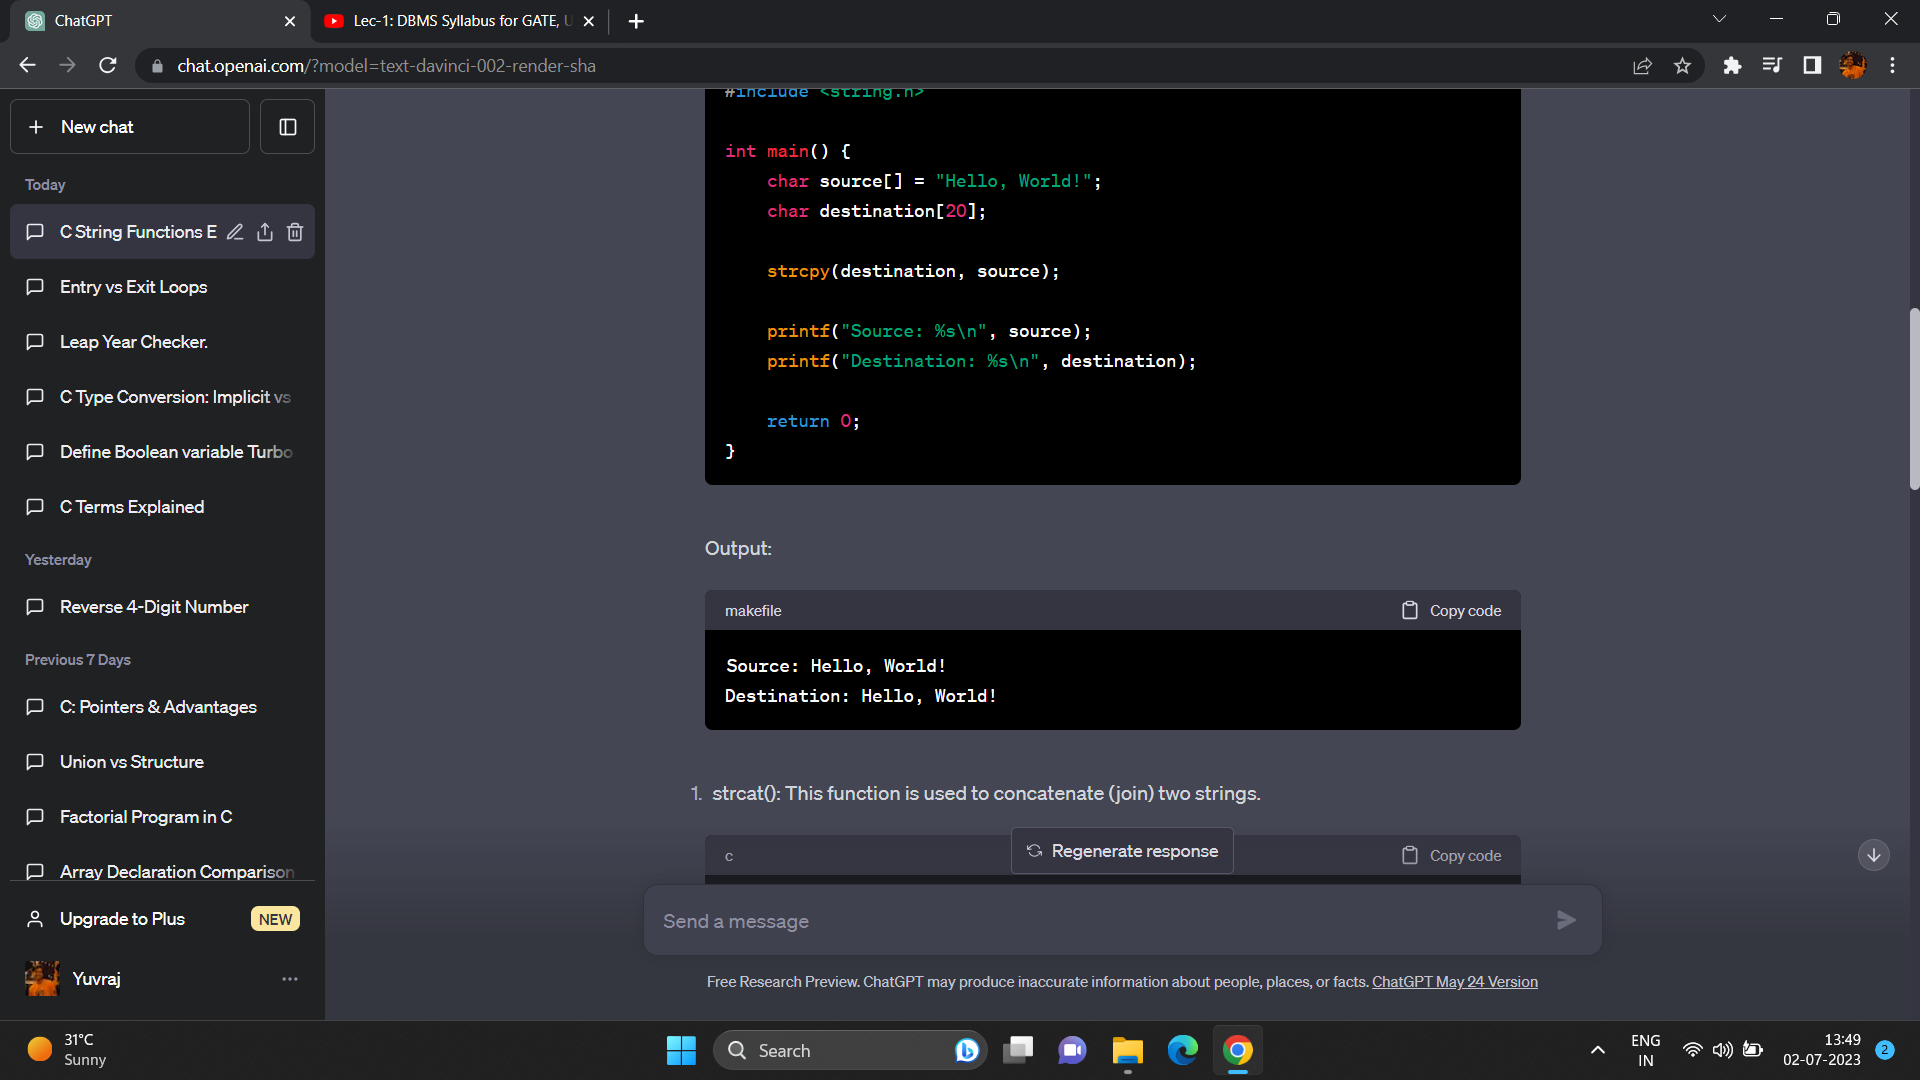 ChatGPT
Lec-1: DBMS Syllabus for GATE, U
chat.openai.com/?model=text-davinci-002-render-sha
New chat
Today
C String Functions E
Entry vs Exit Loops
Leap Year Checker.
C Type Conversion: Implicit vs
Define Boolean variable Turbo
C Terms Explained
Yesterday
Reverse 4-Digit Number
Previous 7 Days
C: Pointers & Advantages
Union vs Structure
Factorial Program in C
Array Declaration Comparison
Upgrade to Plus
NEW
Yuvraj
#include <string.h>
int main() {
    char source[] = "Hello, World!";
    char destination[20];
    strcpy(destination, source);
    printf("Source: %s\n", source);
    printf("Destination: %s\n", destination);
    return 0;
}
Output:
makefile
Copy code
Source: Hello, World!
Destination: Hello, World!
1. strcat(): This function is used to concatenate (join) two strings.
c
Copy code
Regenerate response
Send a message
Free Research Preview. ChatGPT may produce inaccurate information about people, places, or facts. ChatGPT May 24 Version
31°C
Sunny
Search
ENG
IN
13:49
02-07-2023
2